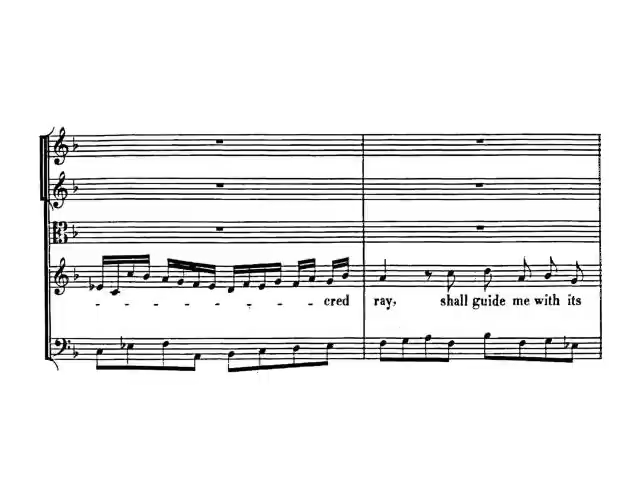 - - - - - - cred ray, shall guide me with its